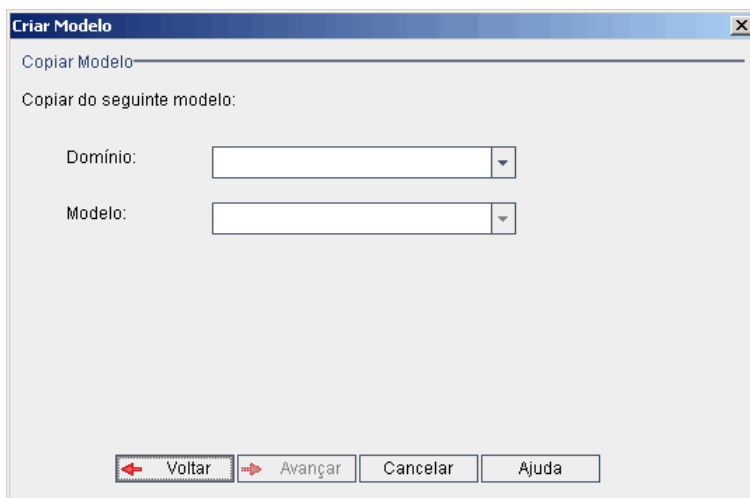 Criar Modelo
Copiar Modelo
Copiar do seguinte modelo:
Domínio:
Modelo:
Voltar
Avançar
Cancelar
Ajuda